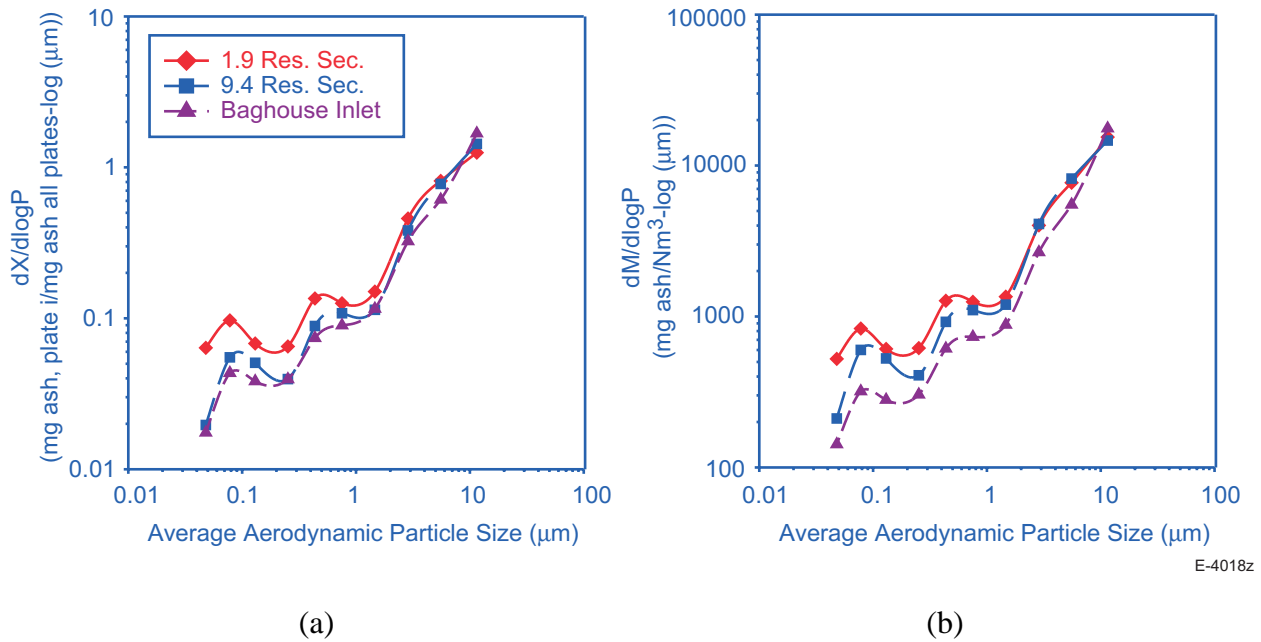 10
1
0.1
0.01
dX/dlogP
(mg ash, plate i/mg ash all plates-log (μm))
1.9 Res. Sec.
9.4 Res. Sec.
Baghouse Inlet
0.01 0.1 1 10 100
Average Aerodynamic Particle Size (μm)
100000
10000
1000
100
dM/dlogP
(mg ash/Nm³-log (μm))
0.01 0.1 1 10 100
Average Aerodynamic Particle Size (μm)
E-4018z
(a) (b)